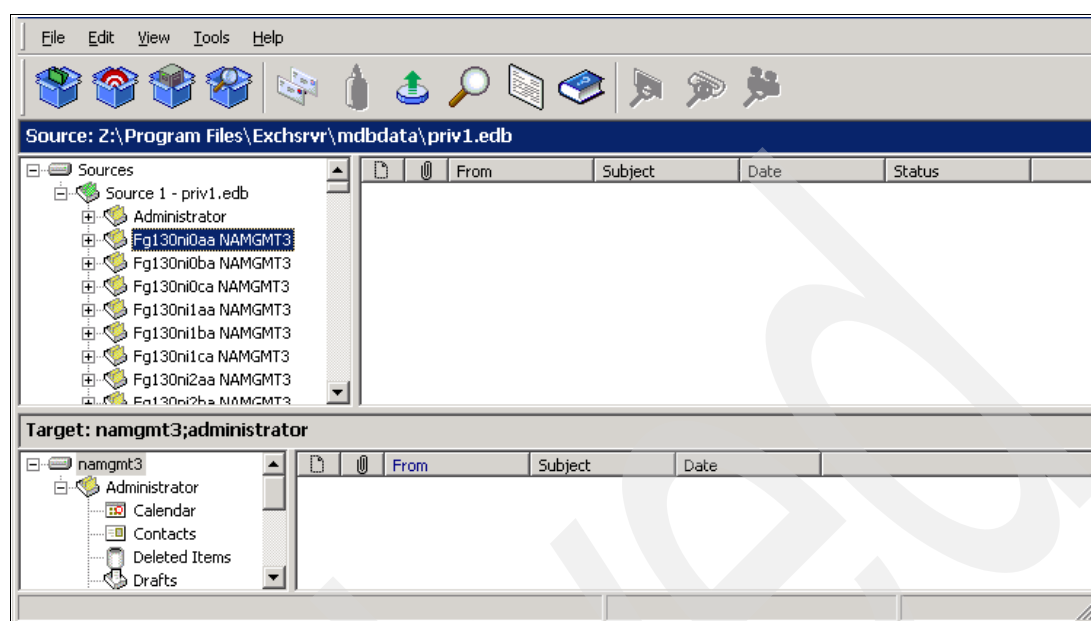 File Edit View Tools Help
Source: Z:\Program Files\Exchsrvr\mdbdata\priv1.edb
Sources
From Subject Date Status
Source 1 - priv1.edb
Administrator
Fg130ni0aa NAMGMT3
Fg130ni0ba NAMGMT3
Fg130ni0ca NAMGMT3
Fg130ni1aa NAMGMT3
Fg130ni1ba NAMGMT3
Fg130ni1ca NAMGMT3
Fg130ni2aa NAMGMT3
Fg130ni2ba NAMGMT3
Target: namgmt3;administrator
namgmt3
From Subject Date
Administrator
Calendar
Contacts
Deleted Items
Drafts